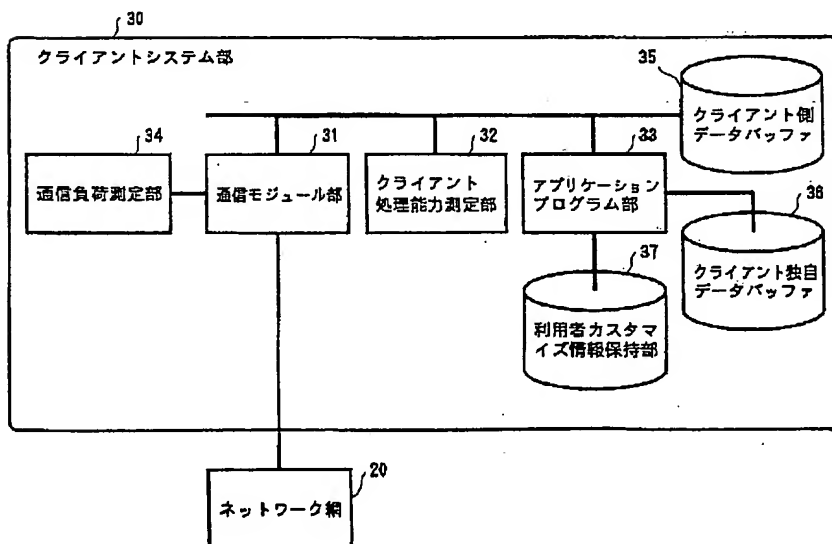 30
クライアントシステム部
35
クライアント側
データバッファ
34
通信負荷測定部
31
通信モジュール部
32
クライアント
処理能力測定部
33
アプリケーション
プログラム部
36
クライアント独自
データバッファ
37
利用者カスタマ
イズ情報保持部
20
ネットワーク網